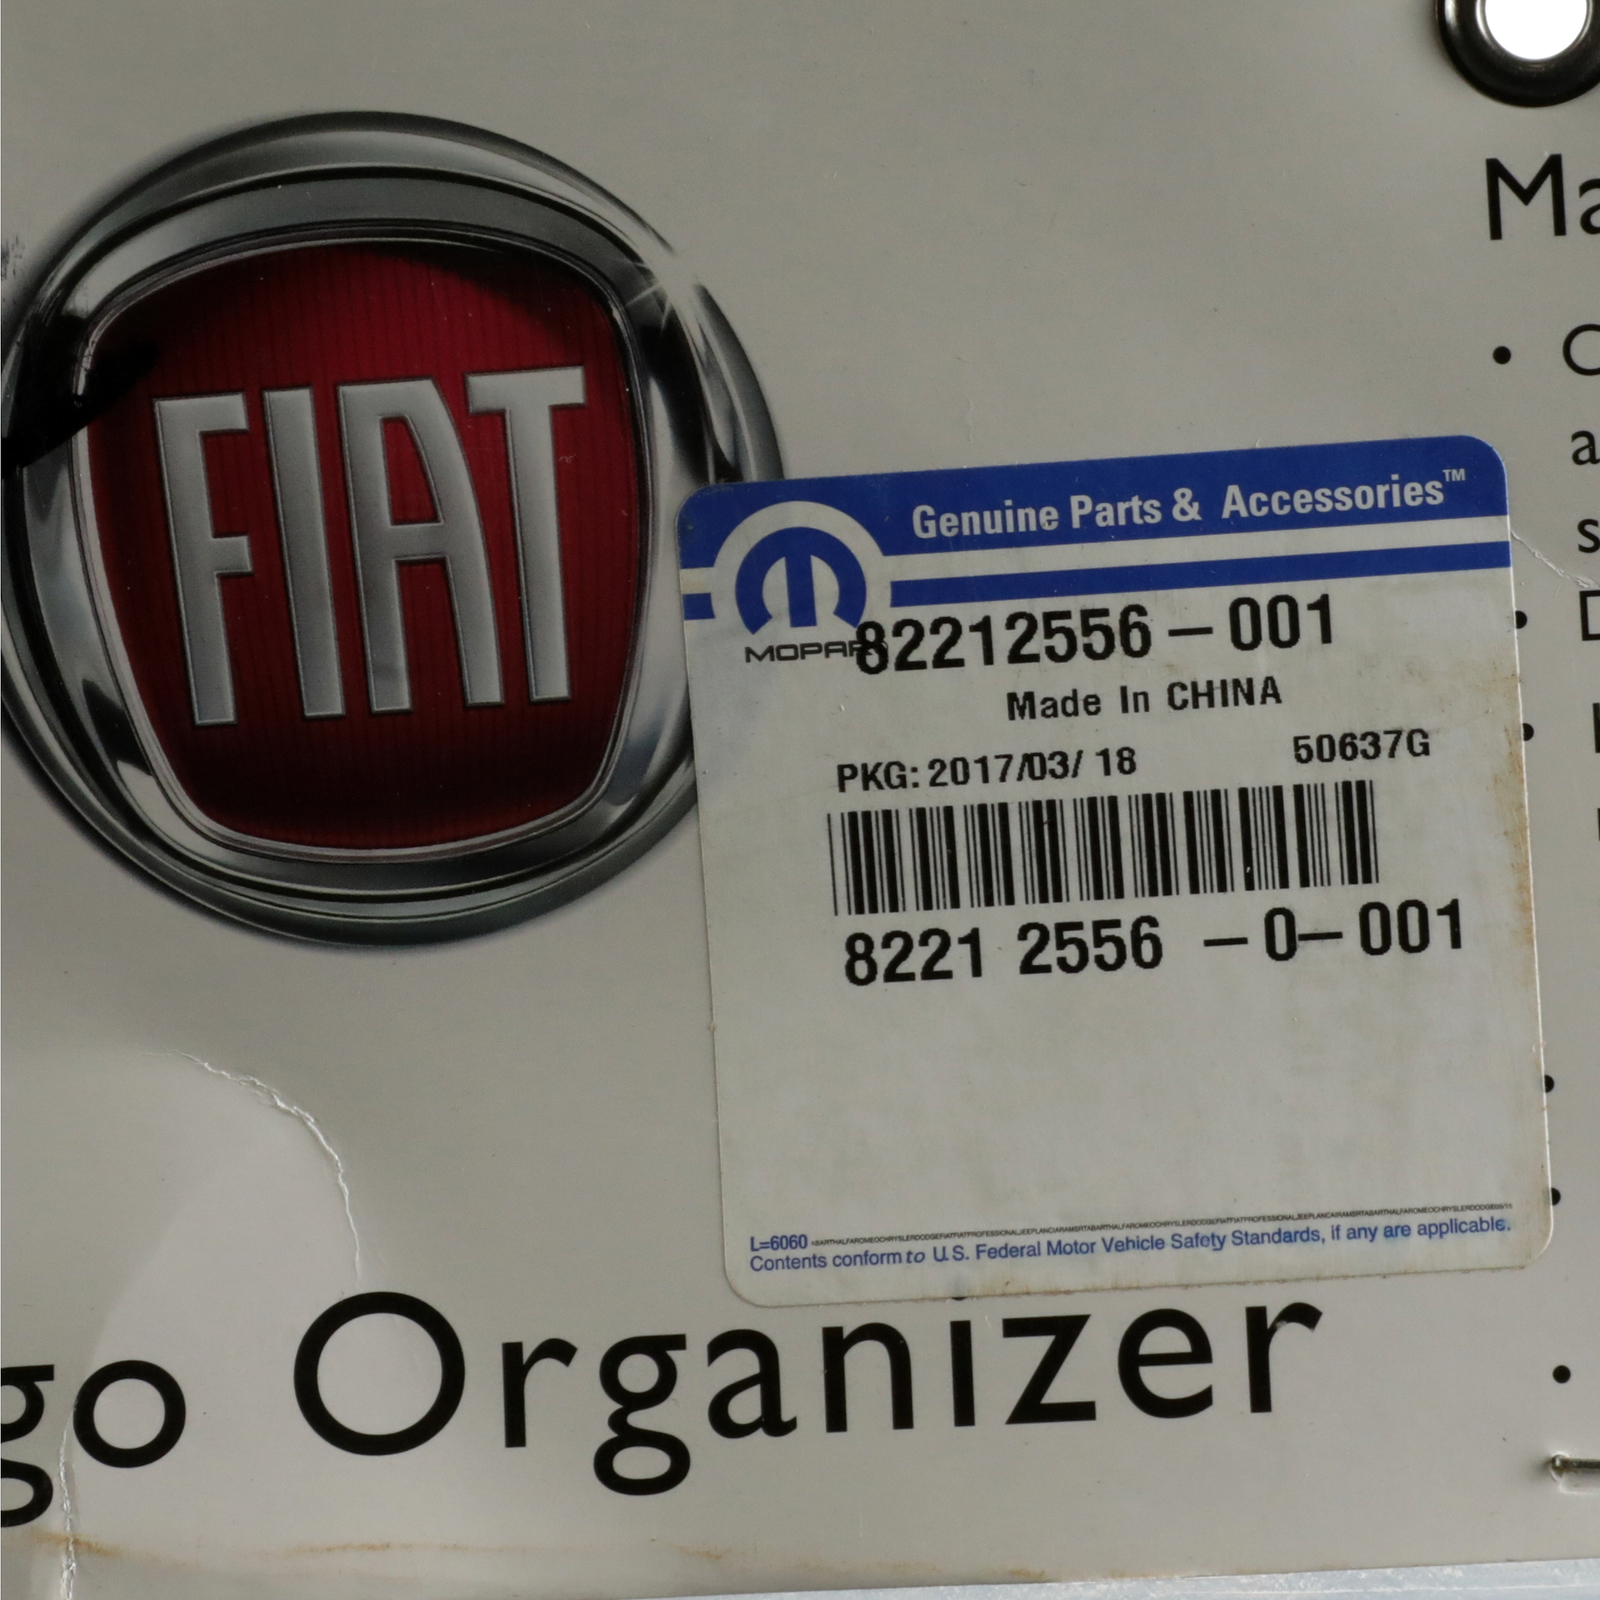 FIAT
Genuine Parts & Accessories™
MOPAR
82212556-001
Made In CHINA
PKG: 2017/03/ 18 50637G
8221 2556 -0-001
L=6060
Contents conform to U.S. Federal Motor Vehicle Safety Standards, if any are applicable.
go Organizer
Ma